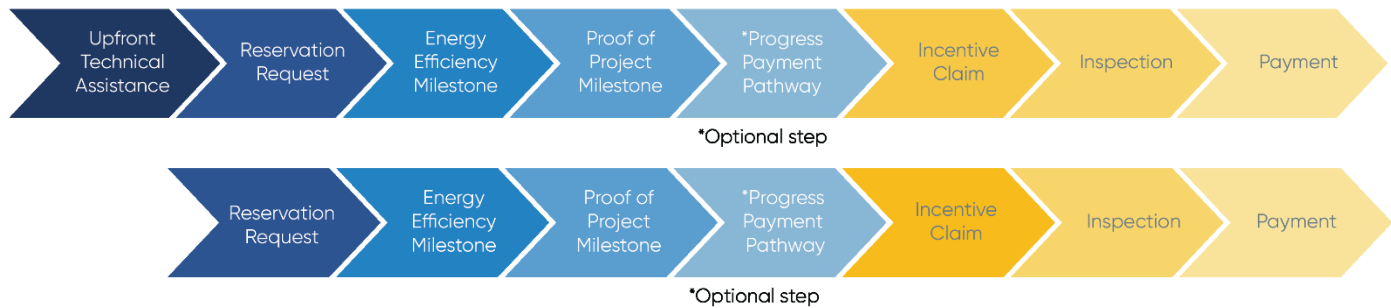 Upfront
Technical
Assistance
Reservation
Request
Energy
Efficiency
Milestone
Proof of
Project
Milestone
*Progress
Payment
Pathway
Incentive
Claim
Inspection
Payment
*Optional step
Reservation
Request
Energy
Efficiency
Milestone
Proof of
Project
Milestone
*Progress
Payment
Pathway
Incentive
Claim
Inspection
Payment
*Optional step